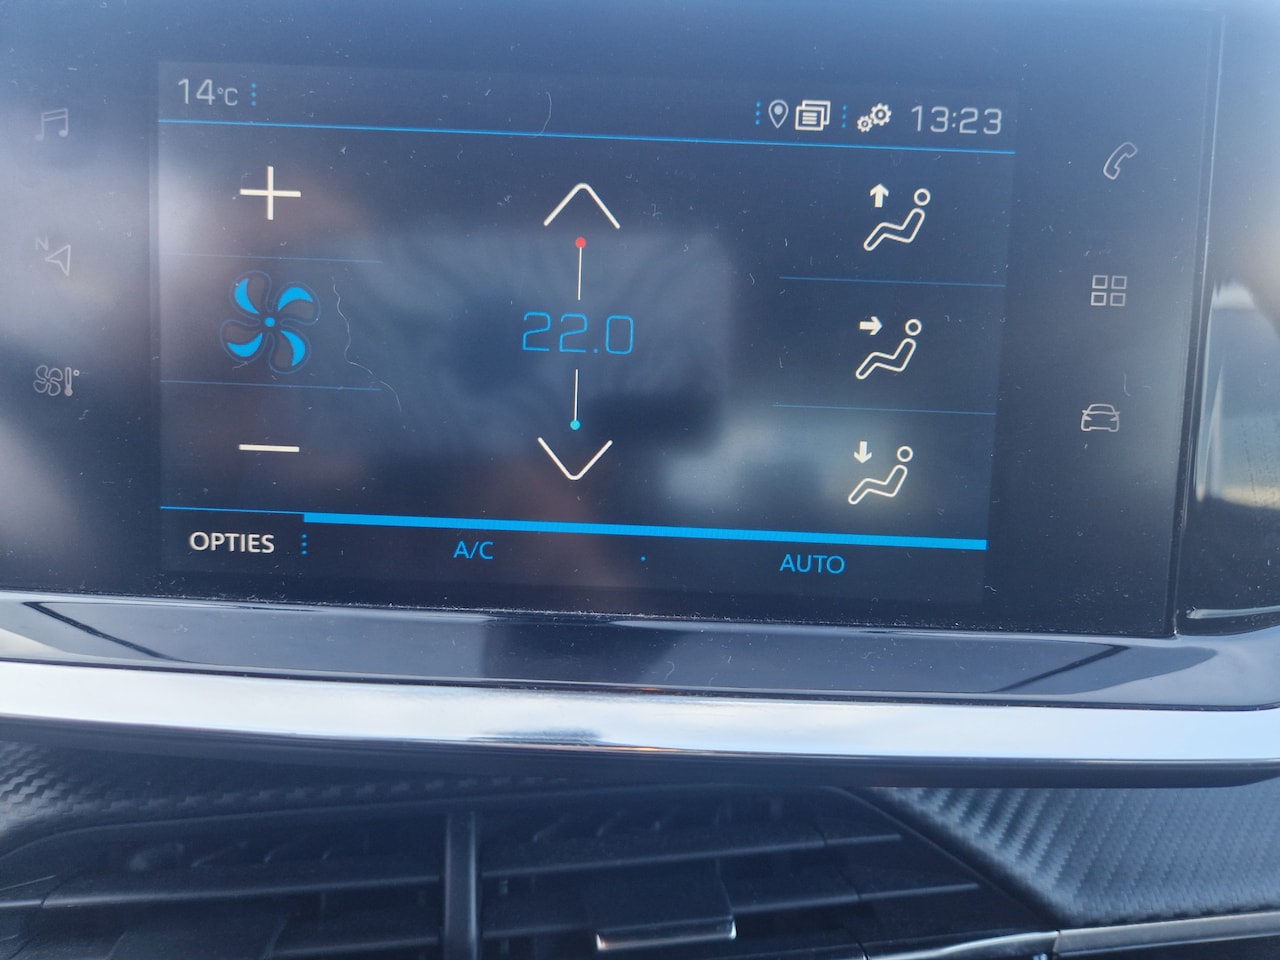 14°C
13:23
N
22.0
OPTIES
A/C
AUTO